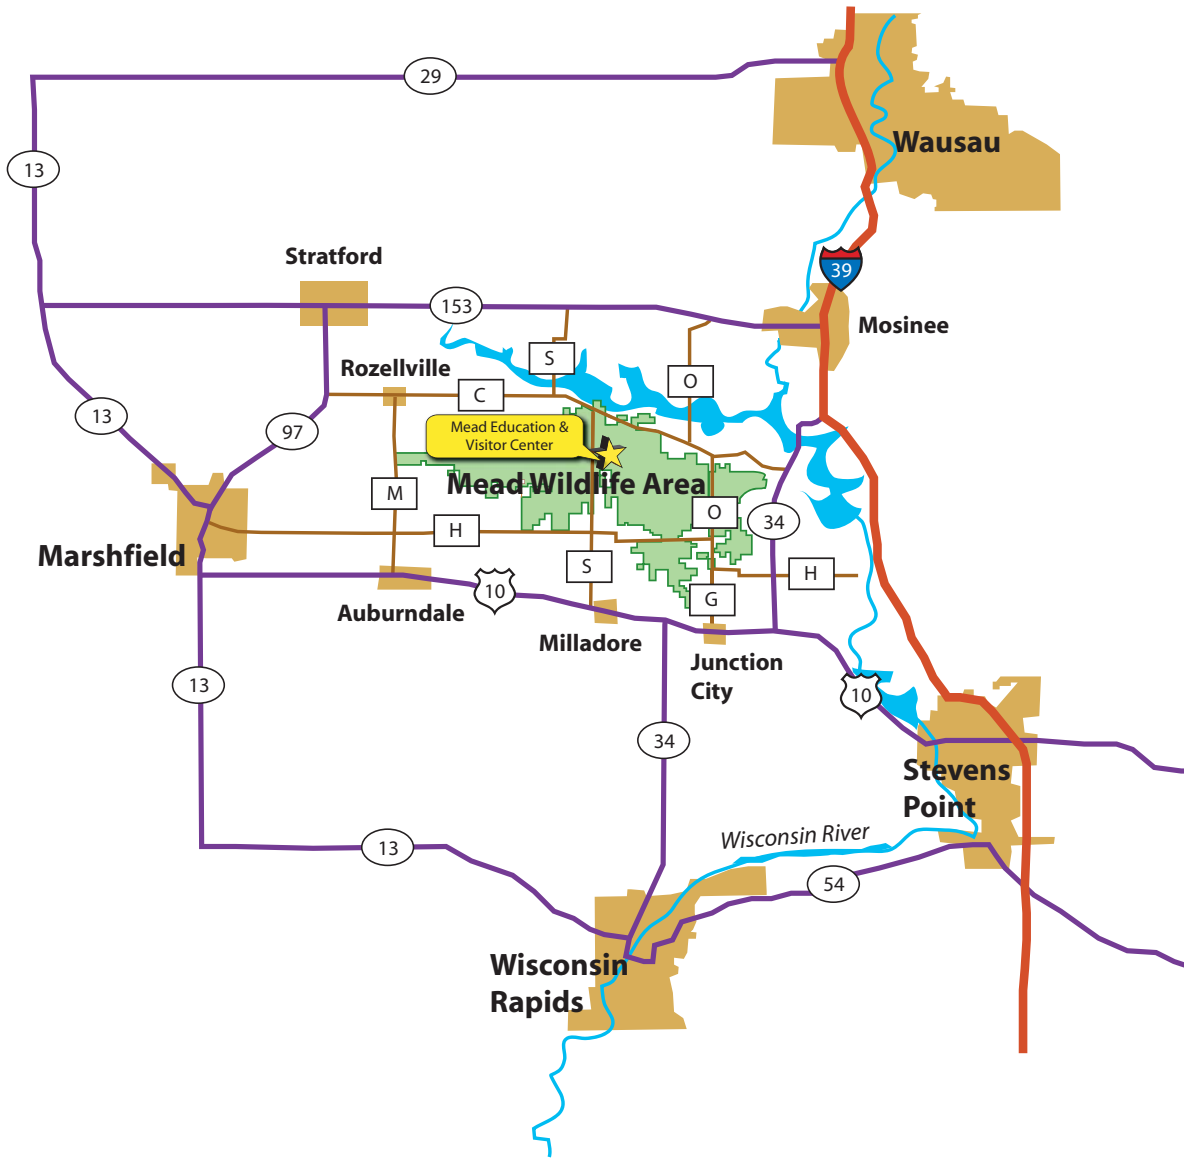 29
Wausau
13
Stratford
39
153
Mosinee
S
Rozellville
O
C
13
97
Mead Education &
Visitor Center
Mead Wildlife Area
M
O
34
H
Marshfield
S
H
10
G
Auburndale
Milladore
Junction
City
13
10
34
Stevens
Point
Wisconsin River
13
54
Wisconsin
Rapids